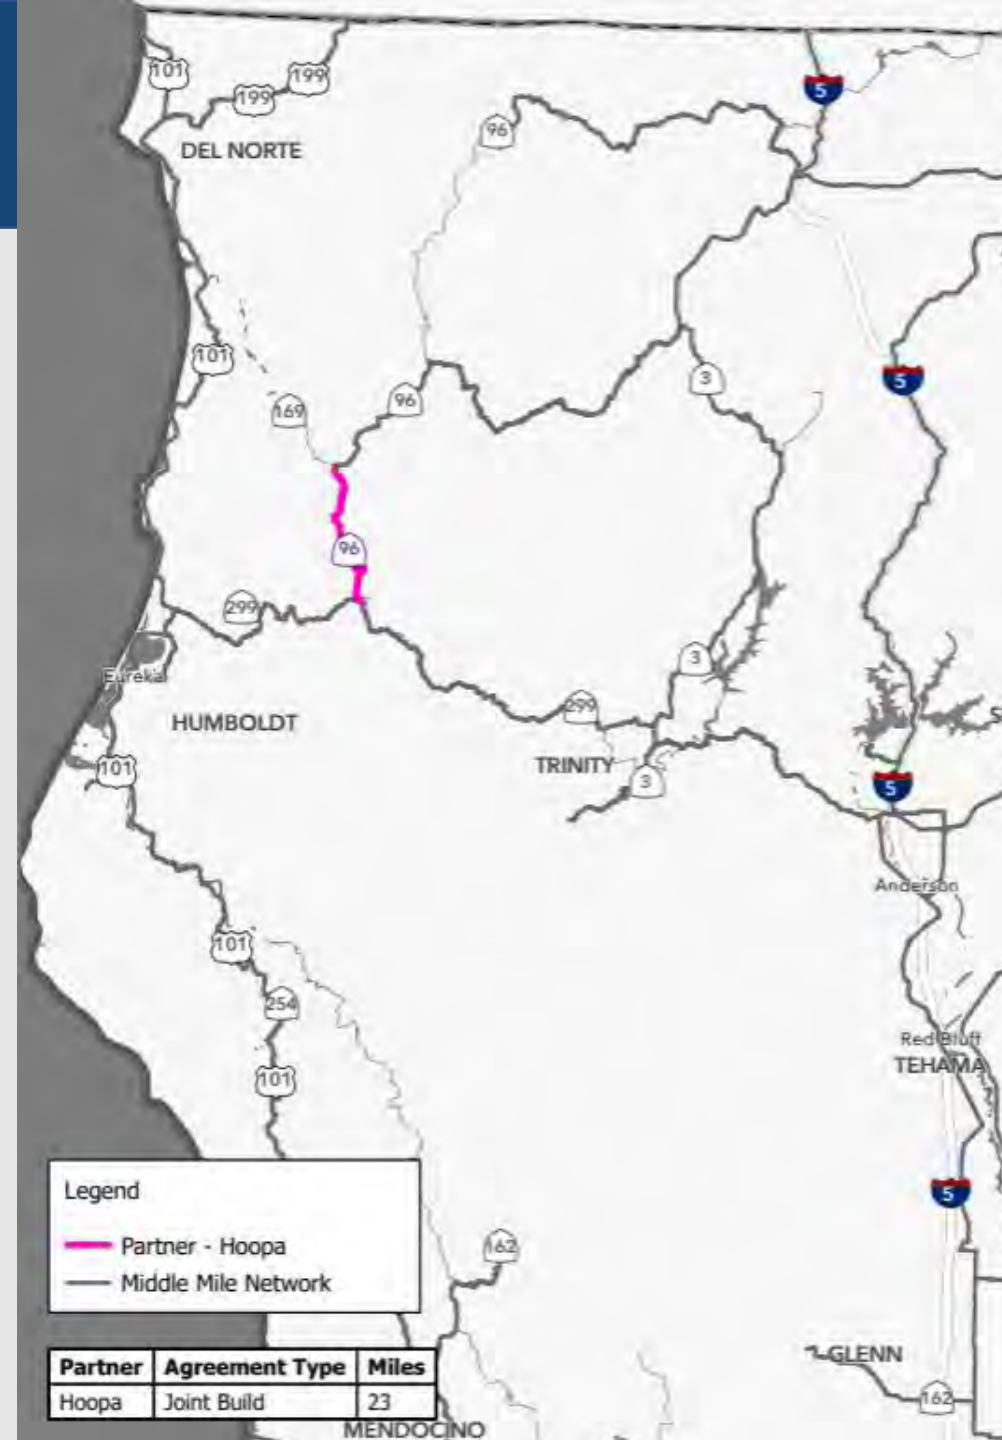 5
101
199
199
96
DEL NORTE
101
5
3
96
169
96
299
3
Eureka
299
HUMBOLDT
TRINITY
101
3
5
Anderson
101
254
Red Bluff
TEHAMA
101
5
Legend
Partner - Hoopa
Middle Mile Network
162
Partner Agreement Type Miles
Hoopa Joint Build 23
GLENN
162
MENDOCINO